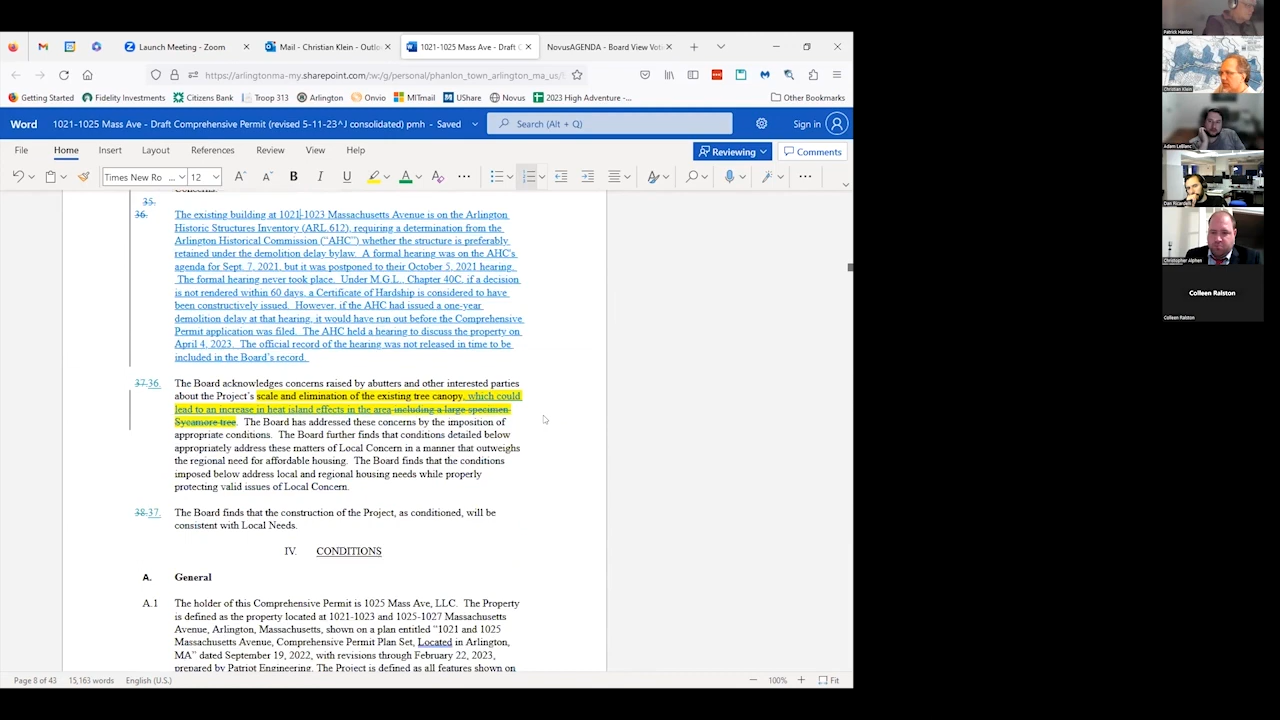 Launch Meeting - Zoom
Mail - Christian Klein - Outlo
1021-1025 Mass Ave - Draft C
NovusAGENDA - Board View Vot
https://arlingtonma-my.sharepoint.com/:w:/g/personal/phanlon_town_arlington_ma_us/
Getting Started
Fidelity Investments
Citizens Bank
Troop 313
Arlington
Onvio
MITmail
UShare
Novus
2023 High Adventure -...
Other Bookmarks
Word
1021-1025 Mass Ave - Draft Comprehensive Permit (revised 5-11-23^J consolidated) pmh - Saved
Search (Alt + Q)
Sign in
File
Home
Insert
Layout
References
Review
View
Help
Reviewing
Comments
Times New Ro ...
12
Concerns.
35.
36. The existing building at 1021-1023 Massachusetts Avenue is on the Arlington
Historic Structures Inventory (ARL.612), requiring a determination from the
Arlington Historical Commission ("AHC") whether the structure is preferably
retained under the demolition delay bylaw. A formal hearing was on the AHC's
agenda for Sept. 7, 2021, but it was postponed to their October 5, 2021 hearing.
The formal hearing never took place. Under M.G.L., Chapter 40C, if a decision
is not rendered within 60 days, a Certificate of Hardship is considered to have
been constructively issued. However, if the AHC had issued a one-year
demolition delay at that hearing, it would have run out before the Comprehensive
Permit application was filed. The AHC held a hearing to discuss the property on
April 4, 2023. The official record of the hearing was not released in time to be
included in the Board's record.
37.36. The Board acknowledges concerns raised by abutters and other interested parties
about the Project's scale and elimination of the existing tree canopy, which could
lead to an increase in heat island effects in the area including a large specimen
Sycamore tree. The Board has addressed these concerns by the imposition of
appropriate conditions. The Board further finds that conditions detailed below
appropriately address these matters of Local Concern in a manner that outweighs
the regional need for affordable housing. The Board finds that the conditions
imposed below address local and regional housing needs while properly
protecting valid issues of Local Concern.
38.37. The Board finds that the construction of the Project, as conditioned, will be
consistent with Local Needs.
IV. CONDITIONS
A. General
A.1 The holder of this Comprehensive Permit is 1025 Mass Ave, LLC. The Property
is defined as the property located at 1021-1023 and 1025-1027 Massachusetts
Avenue, Arlington, Massachusetts, shown on a plan entitled "1021 and 1025
Massachusetts Avenue, Comprehensive Permit Plan Set, Located in Arlington,
MA" dated September 19, 2022, with revisions through February 22, 2023,
prepared by Patriot Engineering. The Project is defined as all features shown on
Page 8 of 43
15,163 words
English (U.S.)
100%
Fit
Patrick Hanlon
Christian Klein
Adam LeBlanc
Dan Ricardelli
Christopher Alphen
Colleen Ralston
Colleen Ralston